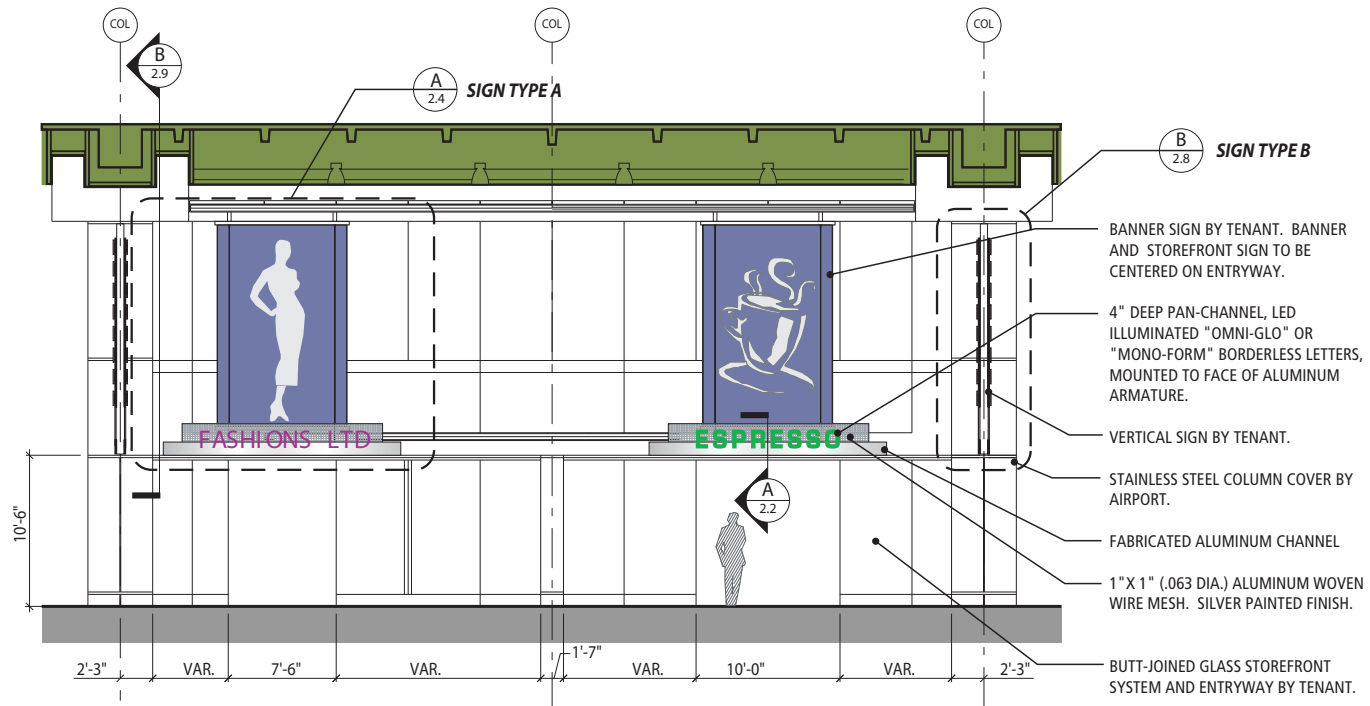 COL
COL
COL
B
2.9
A
2.4
SIGN TYPE A
B
2.8
SIGN TYPE B
BANNER SIGN BY TENANT. BANNER
AND STOREFRONT SIGN TO BE
CENTERED ON ENTRYWAY.
4" DEEP PAN-CHANNEL, LED
ILLUMINATED "OMNI-GLO" OR
"MONO-FORM" BORDERLESS LETTERS,
MOUNTED TO FACE OF ALUMINUM
ARMATURE.
FASHIONS LTD
ESPRESSO
VERTICAL SIGN BY TENANT.
STAINLESS STEEL COLUMN COVER BY
AIRPORT.
A
2.2
10'-6"
FABRICATED ALUMINUM CHANNEL
1"X 1" (.063 DIA.) ALUMINUM WOVEN
WIRE MESH. SILVER PAINTED FINISH.
BUTT-JOINED GLASS STOREFRONT
SYSTEM AND ENTRYWAY BY TENANT.
2'-3"
VAR.
7'-6"
VAR.
1'-7"
VAR.
10'-0"
VAR.
2'-3"